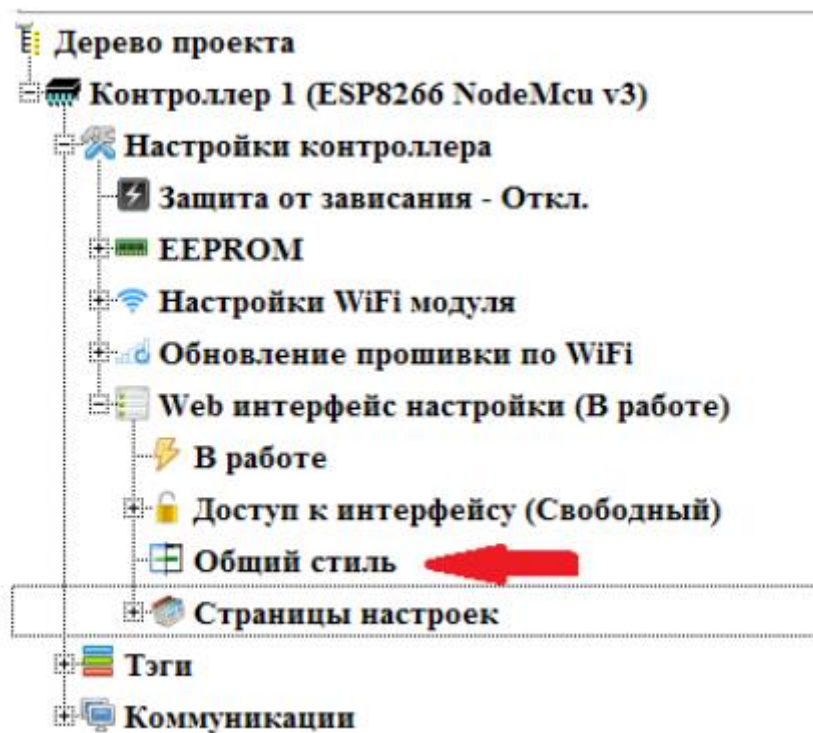 Дерево проекта
Контроллер 1 (ESP8266 NodeMcu v3)
Настройки контроллера
Защита от зависания - Откл.
EEPROM
Настройки WiFi модуля
Обновление прошивки по WiFi
Web интерфейс настройки (В работе)
В работе
Доступ к интерфейсу (Свободный)
Общий стиль
Страницы настроек
Тэги
Коммуникации